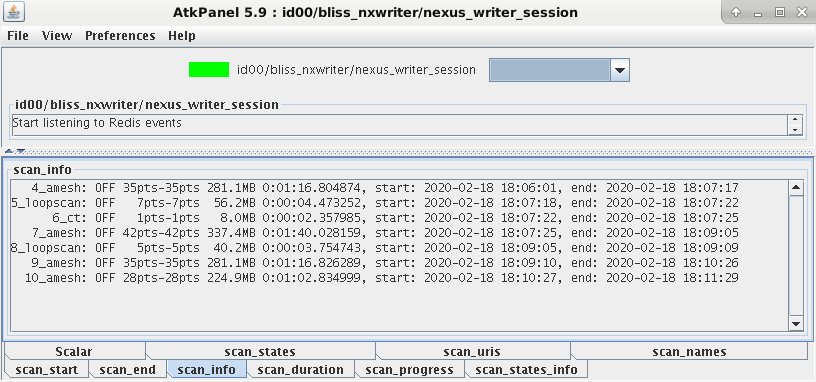 AtkPanel 5.9 : id00/bliss_nxwriter/nexus_writer_session
File View Preferences Help
id00/bliss_nxwriter/nexus_writer_session
id00/bliss_nxwriter/nexus_writer_session
Start listening to Redis events
scan_info
4_amesh: OFF 35pts-35pts 281.1MB 0:01:16.804874, start: 2020-02-18 18:06:01, end: 2020-02-18 18:07:17
5_loopscan: OFF 7pts-7pts 56.2MB 0:00:04.473252, start: 2020-02-18 18:07:18, end: 2020-02-18 18:07:22
6_ct: OFF 1pts-1pts 8.0MB 0:00:02.357985, start: 2020-02-18 18:07:22, end: 2020-02-18 18:07:25
7_amesh: OFF 42pts-42pts 337.4MB 0:01:40.028159, start: 2020-02-18 18:07:25, end: 2020-02-18 18:09:05
8_loopscan: OFF 5pts-5pts 40.2MB 0:00:03.754743, start: 2020-02-18 18:09:05, end: 2020-02-18 18:09:09
9_amesh: OFF 35pts-35pts 281.1MB 0:01:16.826289, start: 2020-02-18 18:09:10, end: 2020-02-18 18:10:26
10_amesh: OFF 28pts-28pts 224.9MB 0:01:02.834999, start: 2020-02-18 18:10:27, end: 2020-02-18 18:11:29
Scalar scan_states scan_uris scan_names
scan_start scan_end scan_info scan_duration scan_progress scan_states_info